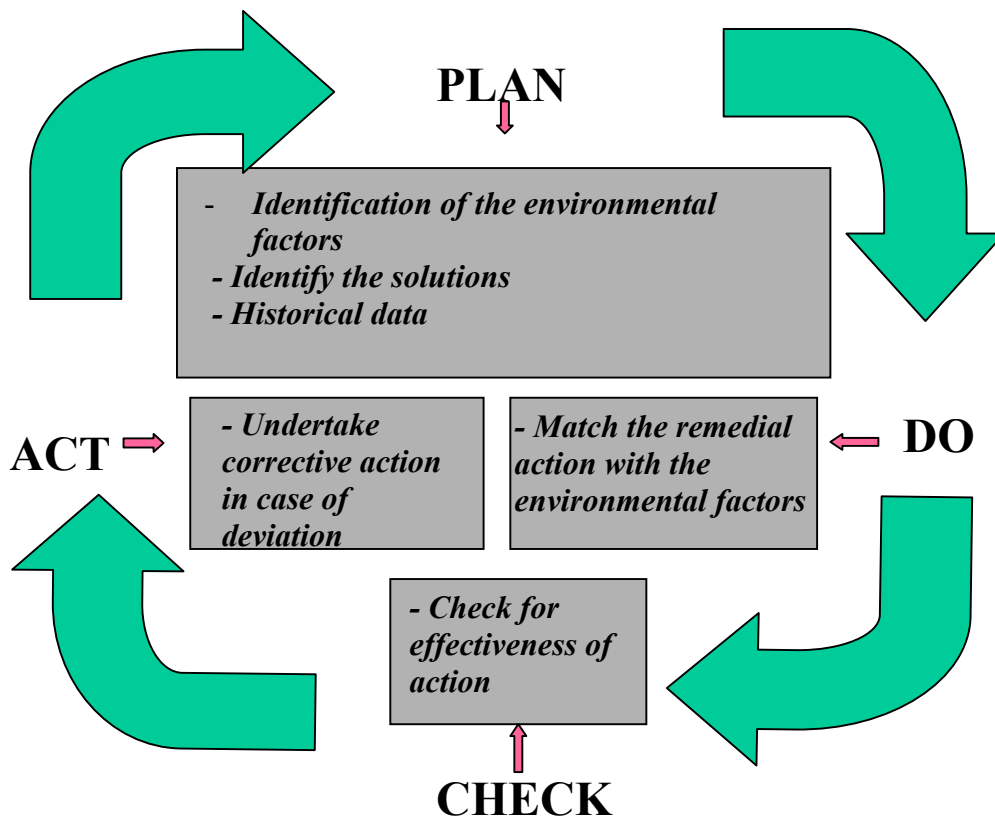 PLAN
- Identification of the environmental
factors
- Identify the solutions
- Historical data
ACT
- Undertake
corrective action
in case of
deviation
- Match the remedial
action with the
environmental factors
DO
- Check for
effectiveness of
action
CHECK